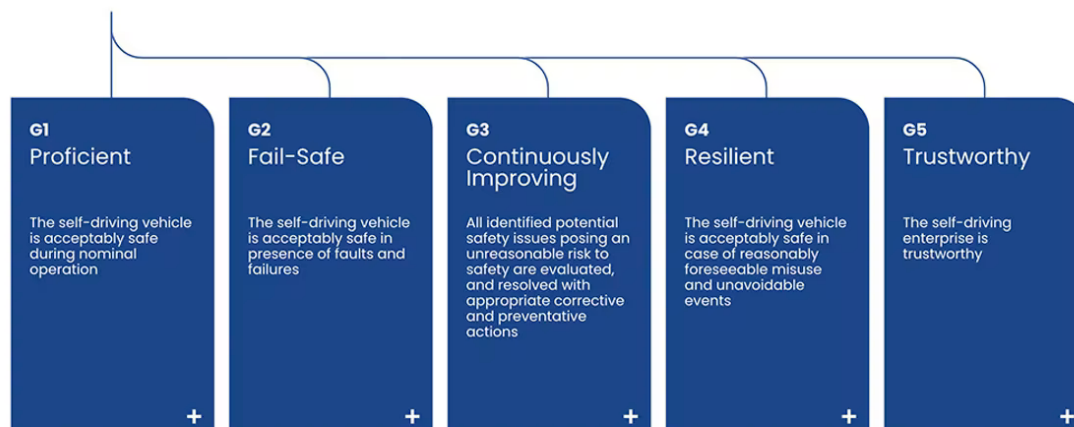 G1
Proficient
The self-driving vehicle
is acceptably safe
during nominal
operation
+
G2
Fail-Safe
The self-driving vehicle
is acceptably safe in
presence of faults and
failures
+
G3
Continuously
Improving
All identified potential
safety issues posing an
unreasonable risk to
safety are evaluated,
and resolved with
appropriate corrective
and preventative
actions
+
G4
Resilient
The self-driving vehicle
is acceptably safe in
case of reasonably
foreseeable misuse
and unavoidable
events
+
G5
Trustworthy
The self-driving
enterprise is
trustworthy
+